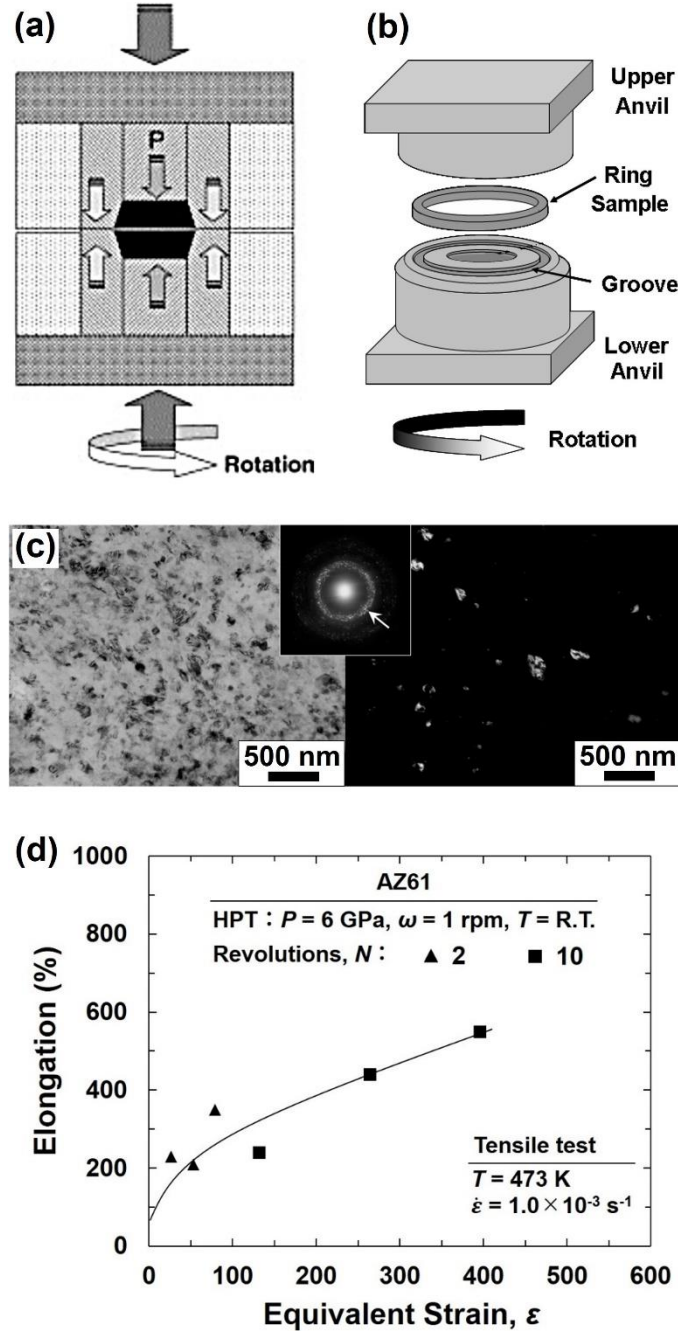 (a)
P
Rotation
(b)
Upper
Anvil
Ring
Sample
Groove
Lower
Anvil
Rotation
(c)
500 nm
500 nm
(d)
1000
800
600
400
200
0
Elongation (%)
AZ61
HPT : P = 6 GPa, ω = 1 rpm, T = R.T.
Revolutions, N : ▲ 2 ■ 10
Tensile test
T = 473 K
ε̇ = 1.0×10⁻³ s⁻¹
0 100 200 300 400 500 600
Equivalent Strain, ε